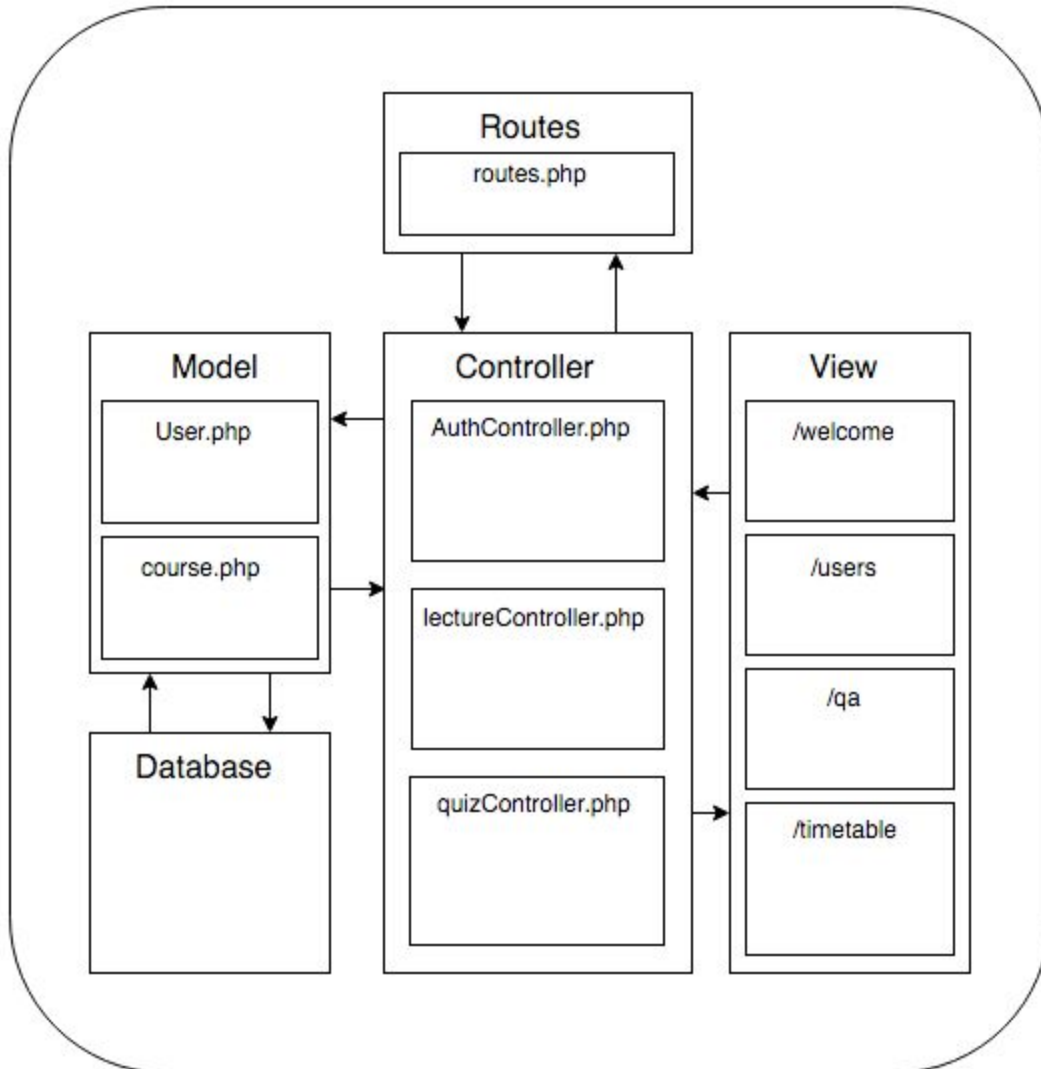 Routes
routes.php
Model
User.php
course.php
Database
Controller
AuthController.php
lectureController.php
quizController.php
View
/welcome
/users
/qa
/timetable